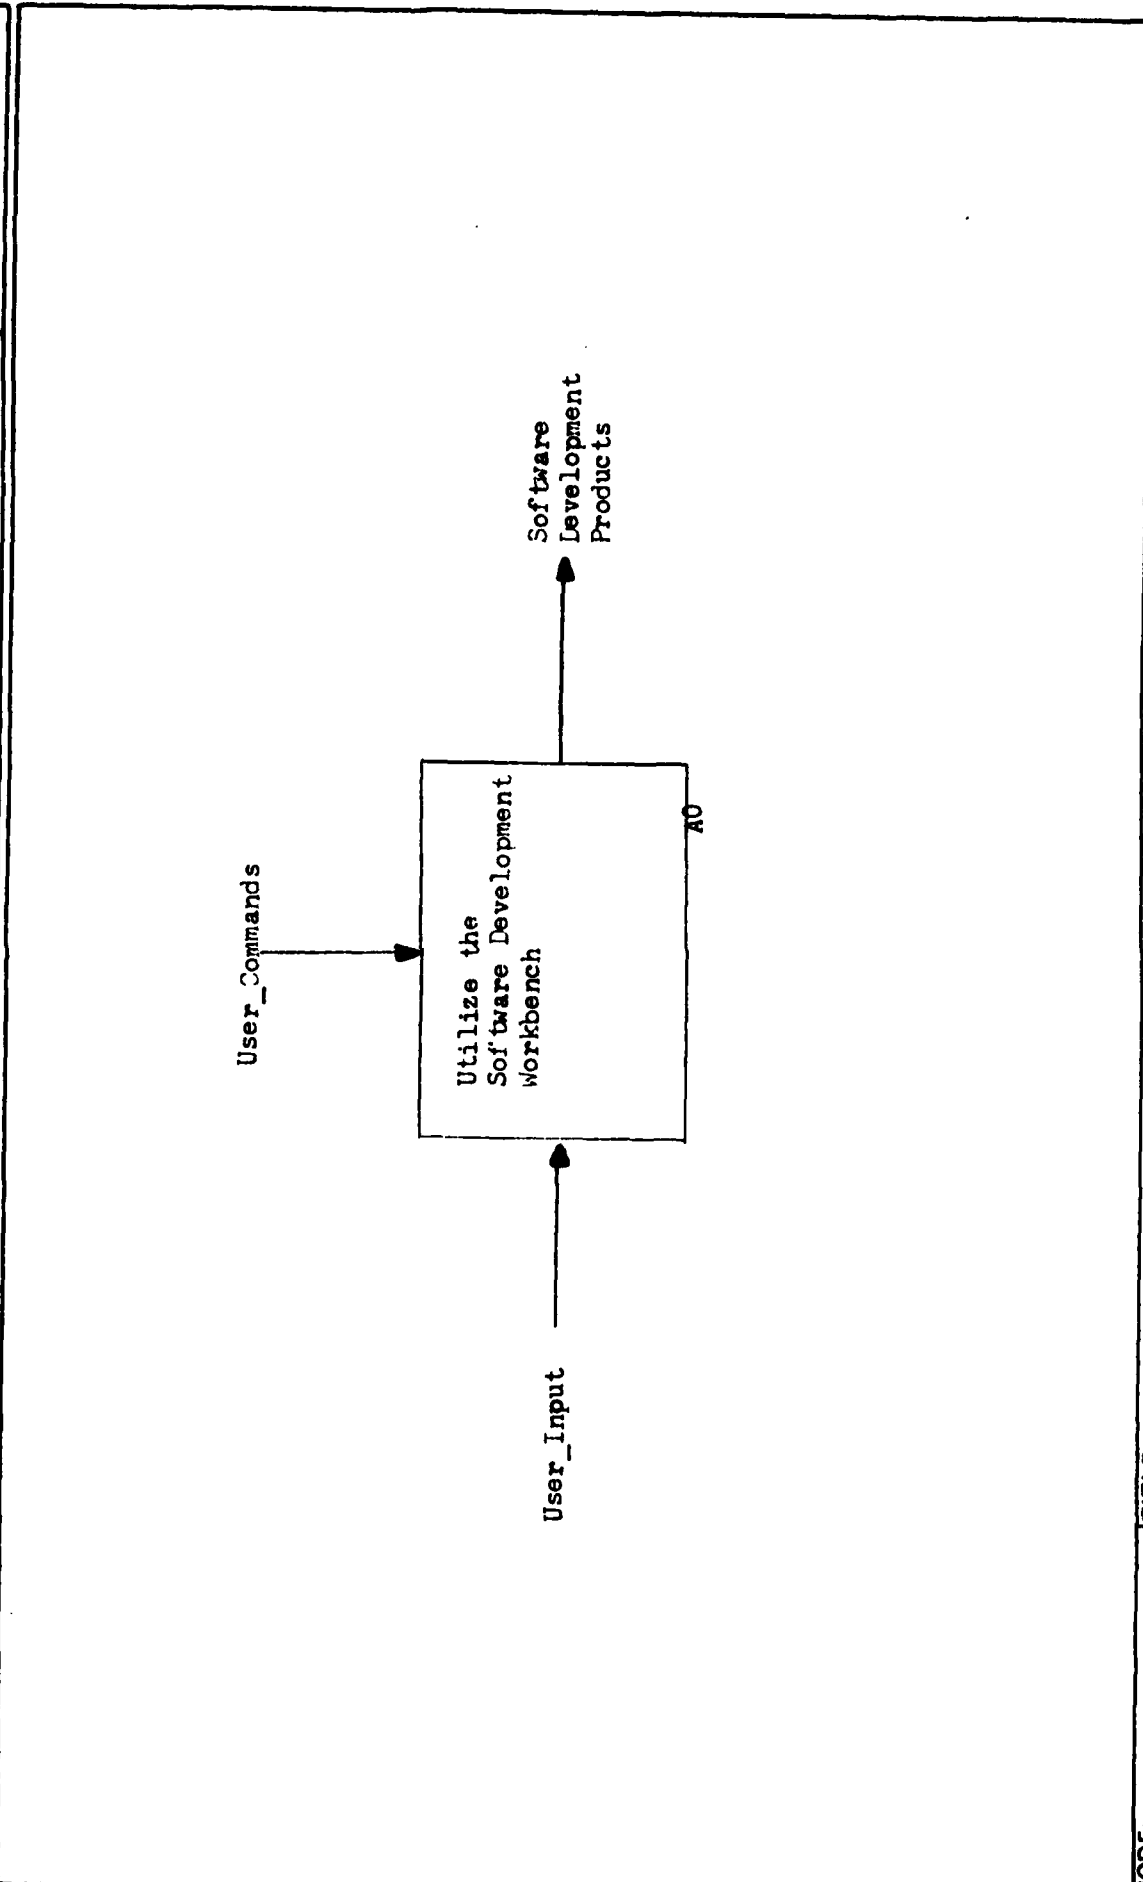 User_Commands
Utilize the
Software Development
Workbench
A0
User_Input
Software
Development
Products